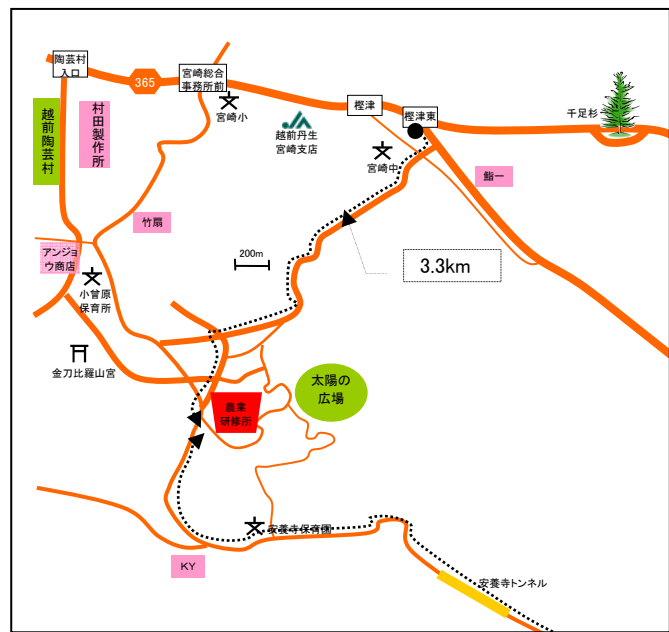 陶芸村
入口
365
宮崎総合
事務所前
宮崎小
越前丹生
宮崎支店
樫津
樫津東
千足杉
越前陶芸村
村田製作所
宮崎中
鮨一
竹扇
アンジョ
ウ商店
小曽原
保育所
200m
3.3km
金刀比羅山宮
太陽の
広場
農業
研修所
安養寺保育園
KY
安養寺トンネル